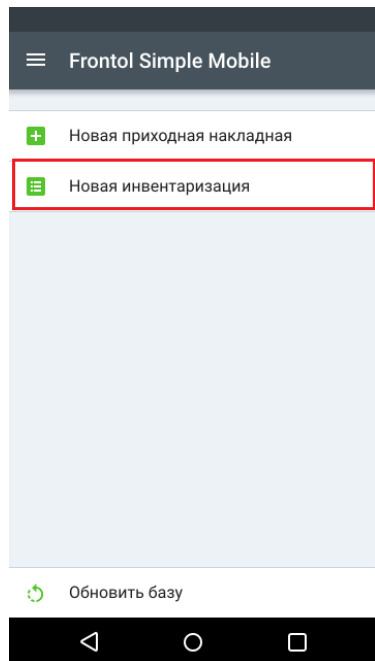 Frontol Simple Mobile
Новая приходная накладная
Новая инвентаризация
Обновить базу